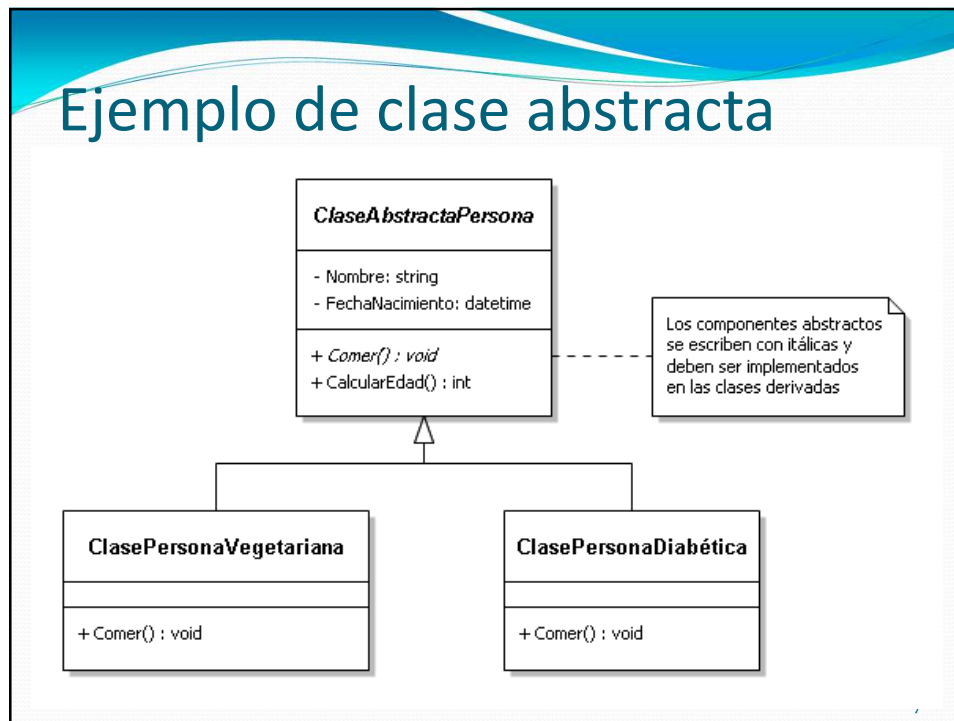 Ejemplo de clase abstracta
ClaseAbstractaPersona
- Nombre: string
- FechaNacimiento: datetime
+ Comer() : void
+ CalcularEdad() : int
Los componentes abstractos
se escriben con itálicas y
deben ser implementados
en las clases derivadas
ClasePersonaVegetariana
+ Comer() : void
ClasePersonaDiabética
+ Comer() : void